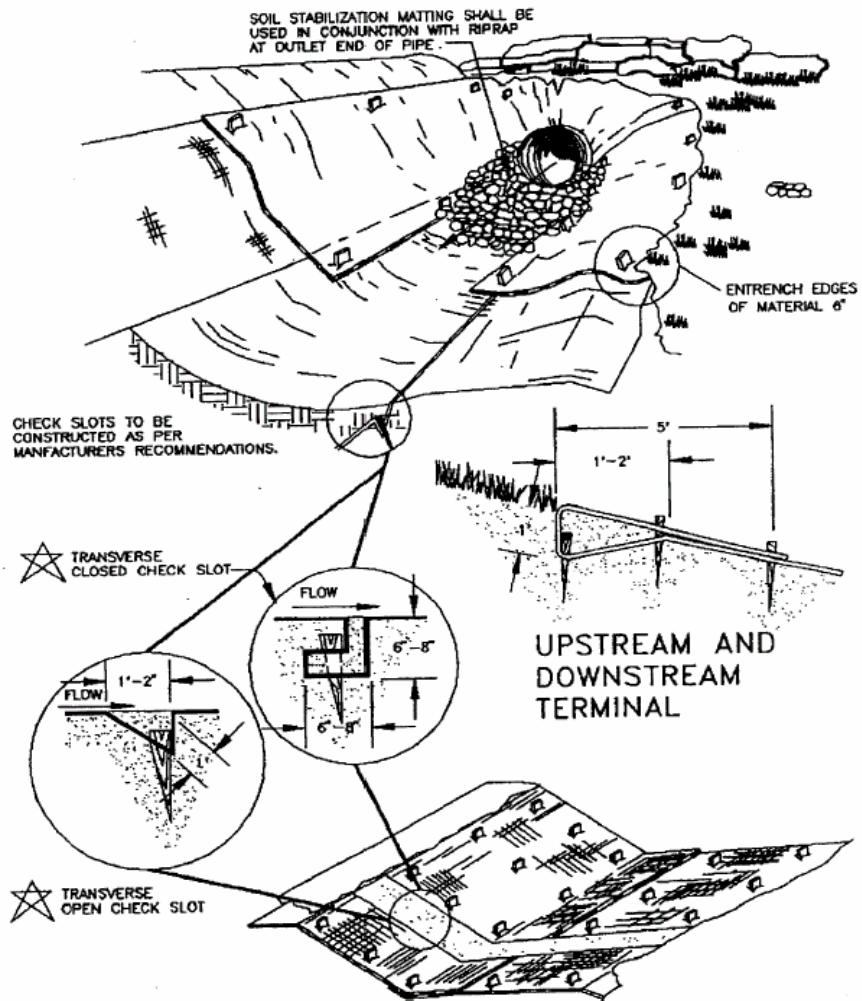 SOIL STABILIZATION MATTING SHALL BE
USED IN CONJUNCTION WITH RIPRAP
AT OUTLET END OF PIPE.
ENTRENCH EDGES
OF MATERIAL 6"
CHECK SLOTS TO BE
CONSTRUCTED AS PER
MANFACTURERS RECOMMENDATIONS.
5'
1'-2"
1'
TRANSVERSE
CLOSED CHECK SLOT
FLOW
6"-8"
6"-8"
UPSTREAM AND
DOWNSTREAM
TERMINAL
1'-2"
FLOW
1'
TRANSVERSE
OPEN CHECK SLOT